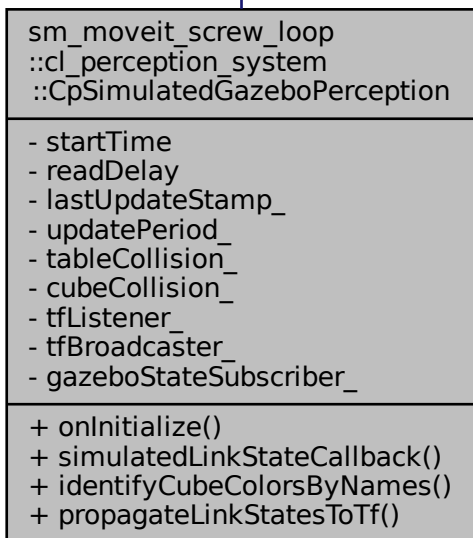 sm_moveit_screw_loop
::cl_perception_system
::CpSimulatedGazeboPerception
- startTime
- readDelay
- lastUpdateStamp_
- updatePeriod_
- tableCollision_
- cubeCollision_
- tfListener_
- tfBroadcaster_
- gazeboStateSubscriber_
+ onInitialize()
+ simulatedLinkStateCallback()
+ identifyCubeColorsByNames()
+ propagateLinkStatesToTf()